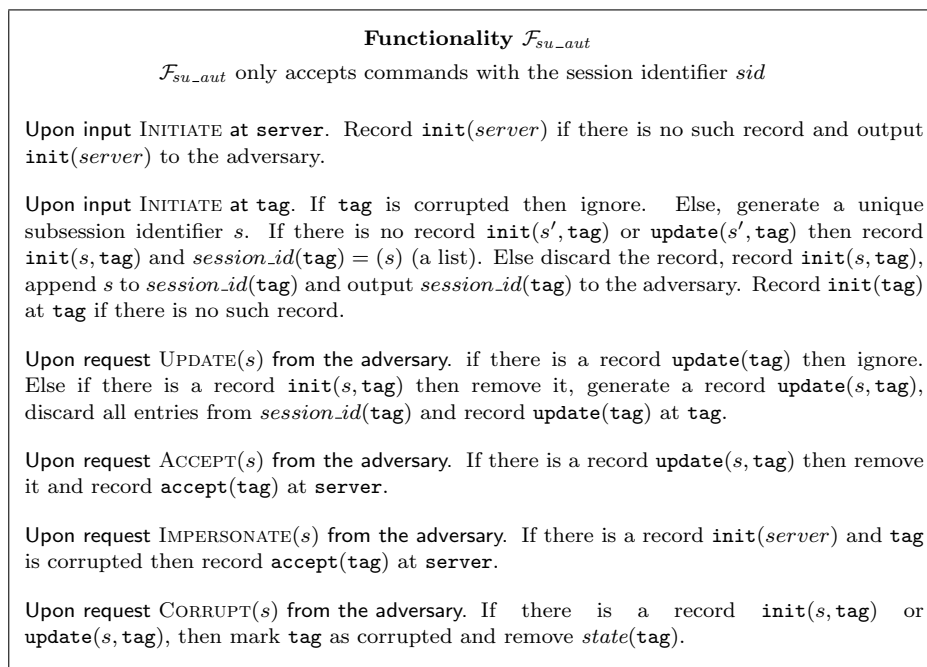 Functionality F_su_aut
F_su_aut only accepts commands with the session identifier sid
Upon input INITIATE at server. Record init(server) if there is no such record and output
init(server) to the adversary.
Upon input INITIATE at tag. If tag is corrupted then ignore. Else, generate a unique
subsession identifier s. If there is no record init(s′, tag) or update(s′, tag) then record
init(s, tag) and session_id(tag) = (s) (a list). Else discard the record, record init(s, tag),
append s to session_id(tag) and output session_id(tag) to the adversary. Record init(tag)
at tag if there is no such record.
Upon request UPDATE(s) from the adversary. if there is a record update(tag) then ignore.
Else if there is a record init(s, tag) then remove it, generate a record update(s, tag),
discard all entries from session_id(tag) and record update(tag) at tag.
Upon request ACCEPT(s) from the adversary. If there is a record update(s, tag) then remove
it and record accept(tag) at server.
Upon request IMPERSONATE(s) from the adversary. If there is a record init(server) and tag
is corrupted then record accept(tag) at server.
Upon request CORRUPT(s) from the adversary. If there is a record init(s, tag) or
update(s, tag), then mark tag as corrupted and remove state(tag).